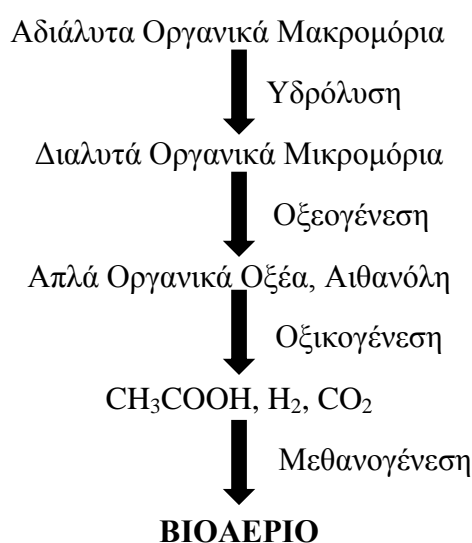 Αδιάλυτα Οργανικά Μακρομόρια
Υδρόλυση
Διαλυτά Οργανικά Μικρομόρια
Οξεογένεση
Απλά Οργανικά Οξέα, Αιθανόλη
Οξικογένεση
CH₃COOH, H₂, CO₂
Μεθανογένεση
ΒΙΟΑΕΡΙΟ